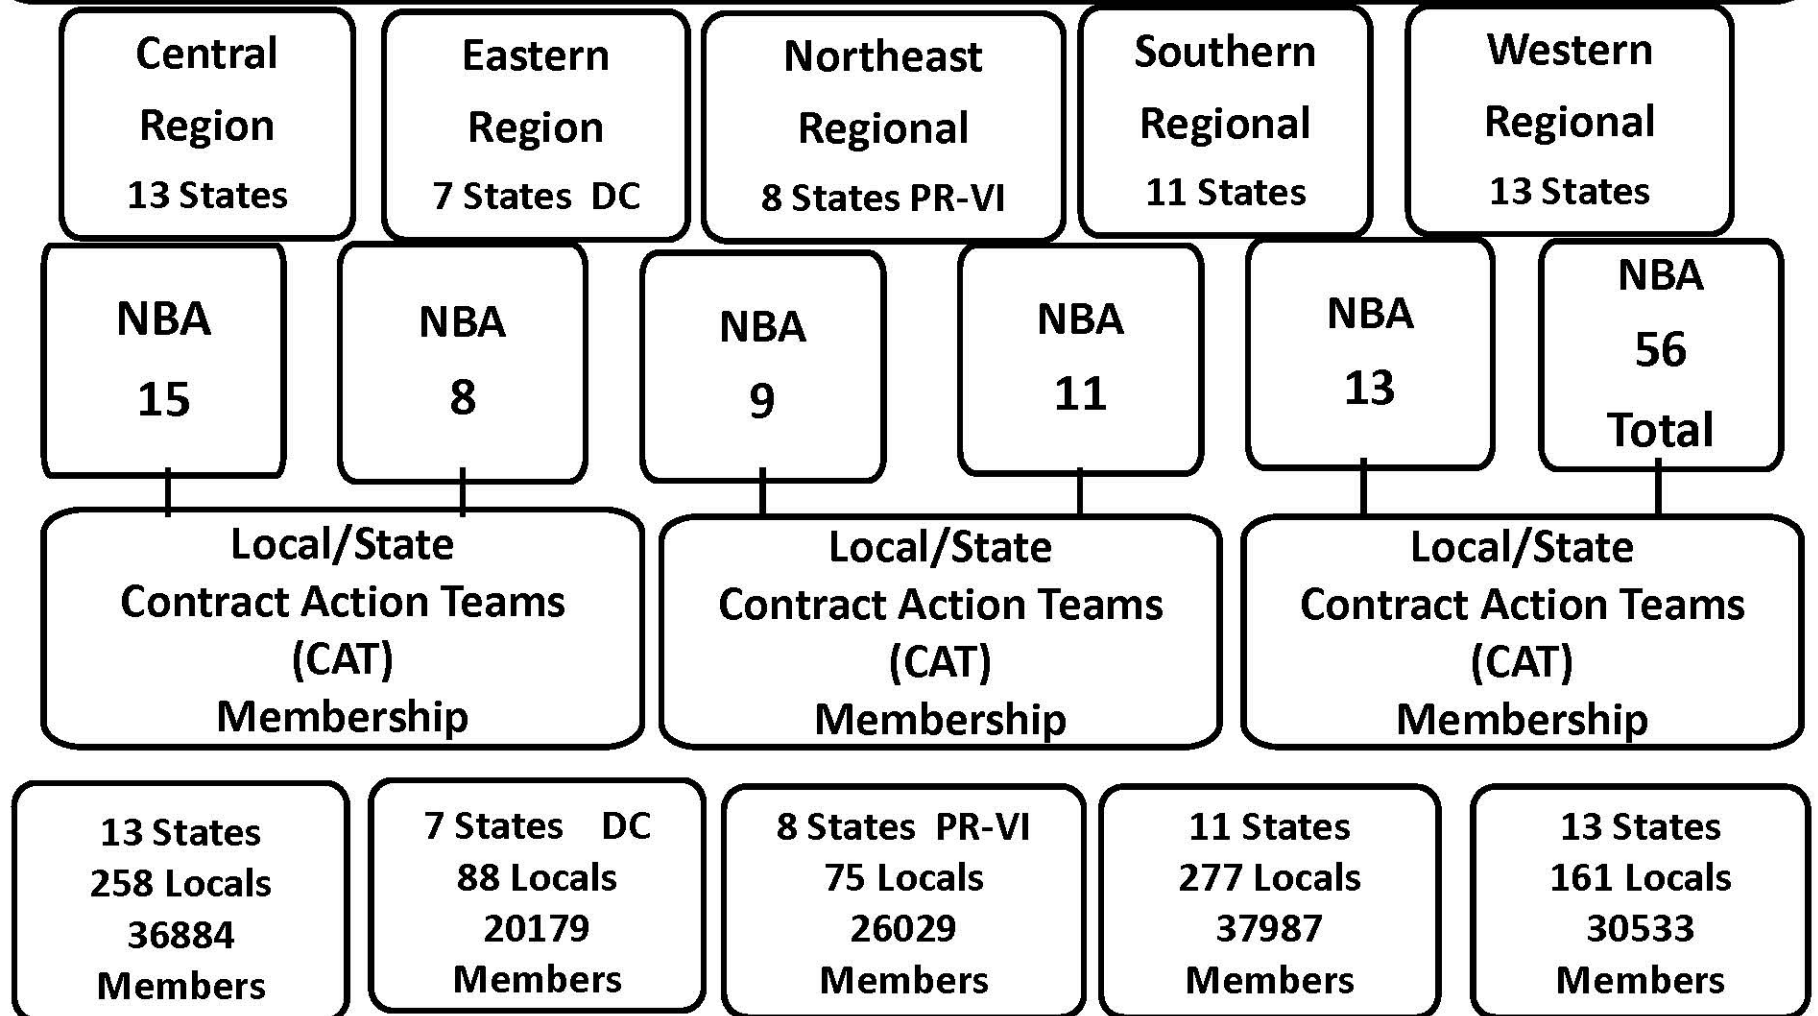 Central
Region
13 States
Eastern
Region
7 States DC
Northeast
Regional
8 States PR-VI
Southern
Regional
11 States
Western
Regional
13 States
NBA
15
NBA
8
NBA
9
NBA
11
NBA
13
NBA
56
Total
Local/State
Contract Action Teams
(CAT)
Membership
Local/State
Contract Action Teams
(CAT)
Membership
Local/State
Contract Action Teams
(CAT)
Membership
13 States
258 Locals
36884
Members
7 States DC
88 Locals
20179
Members
8 States PR-VI
75 Locals
26029
Members
11 States
277 Locals
37987
Members
13 States
161 Locals
30533
Members